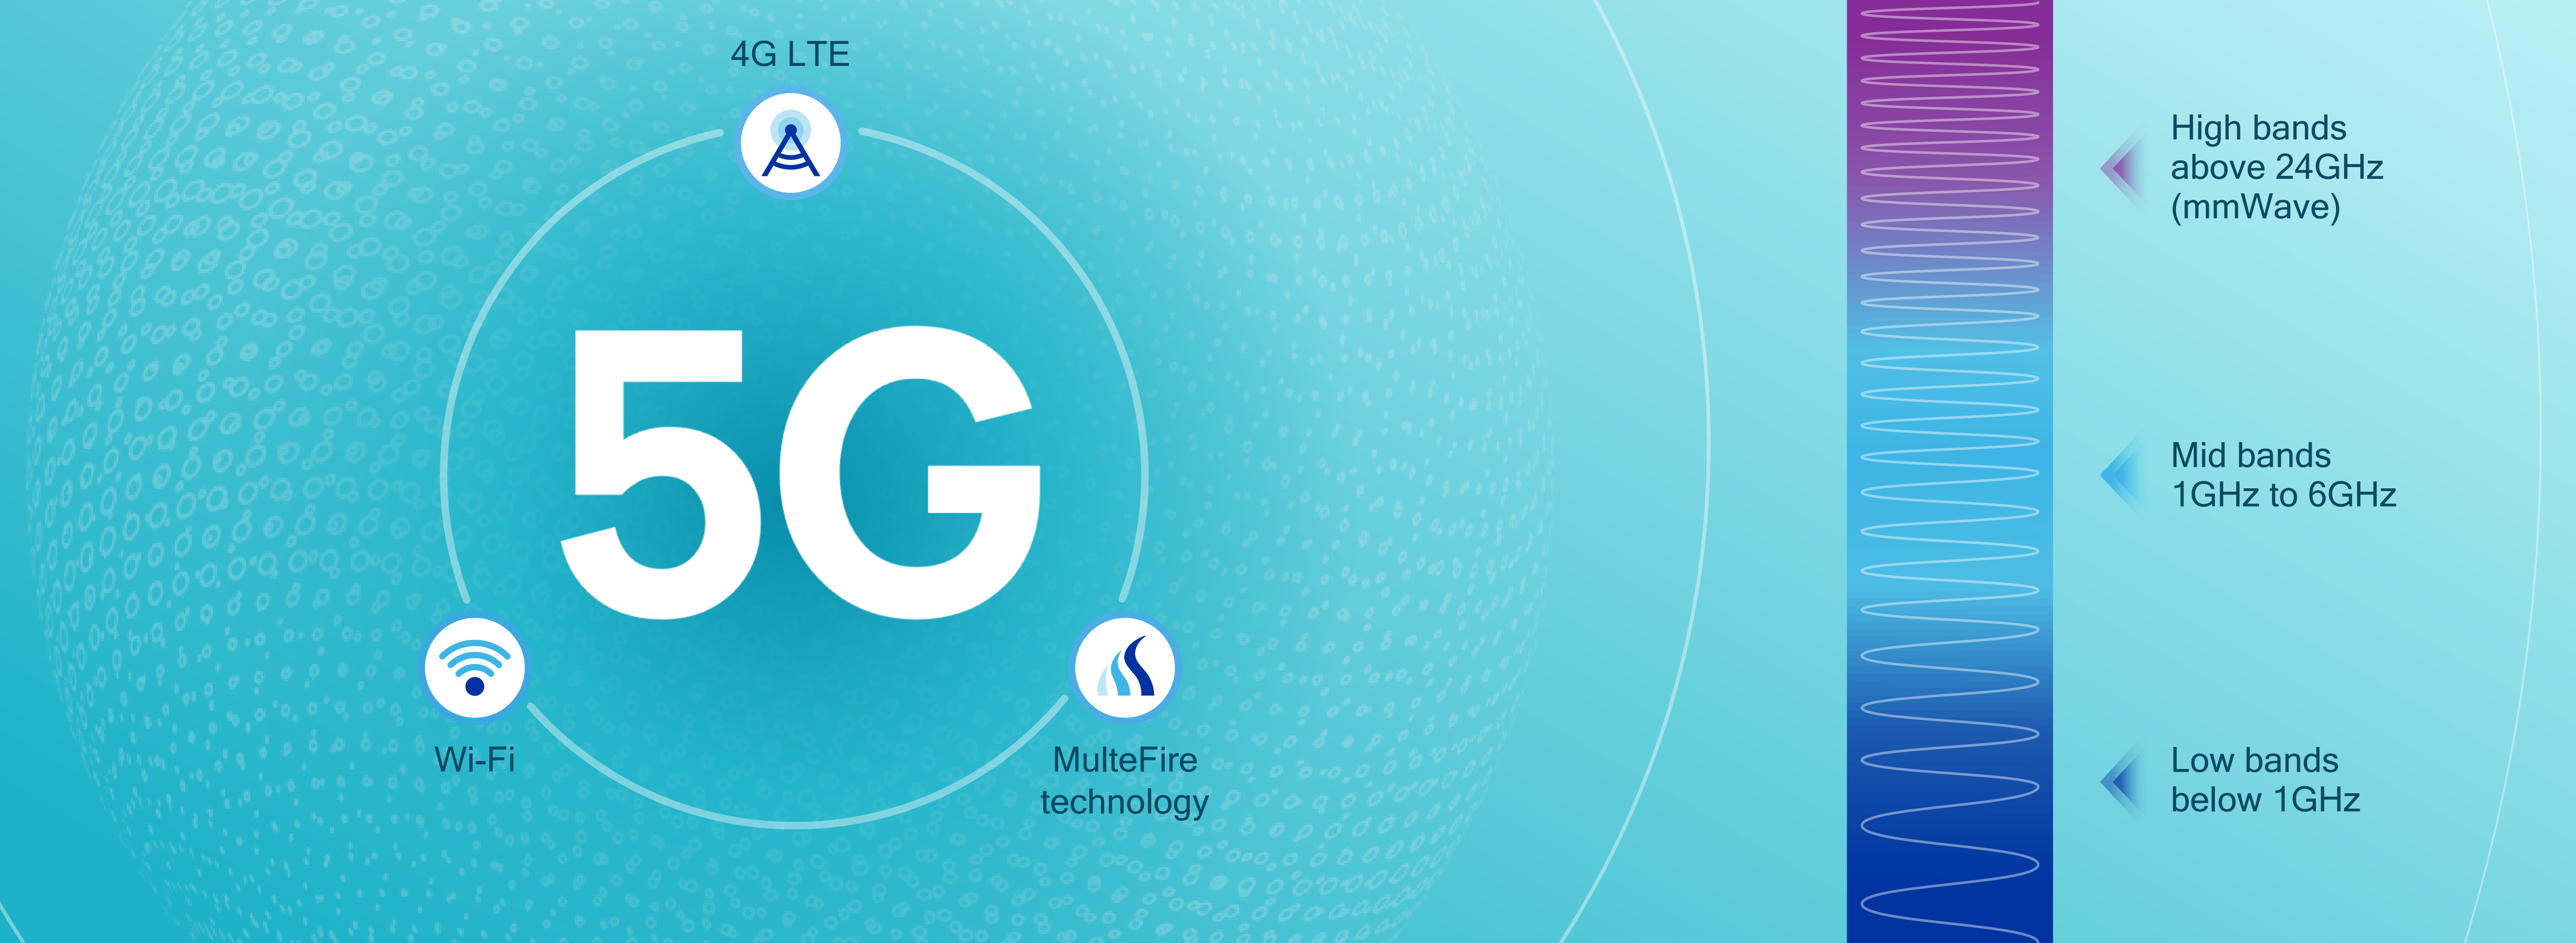 4G LTE
5G
Wi-Fi
MulteFire
technology
High bands
above 24GHz
(mmWave)
Mid bands
1GHz to 6GHz
Low bands
below 1GHz